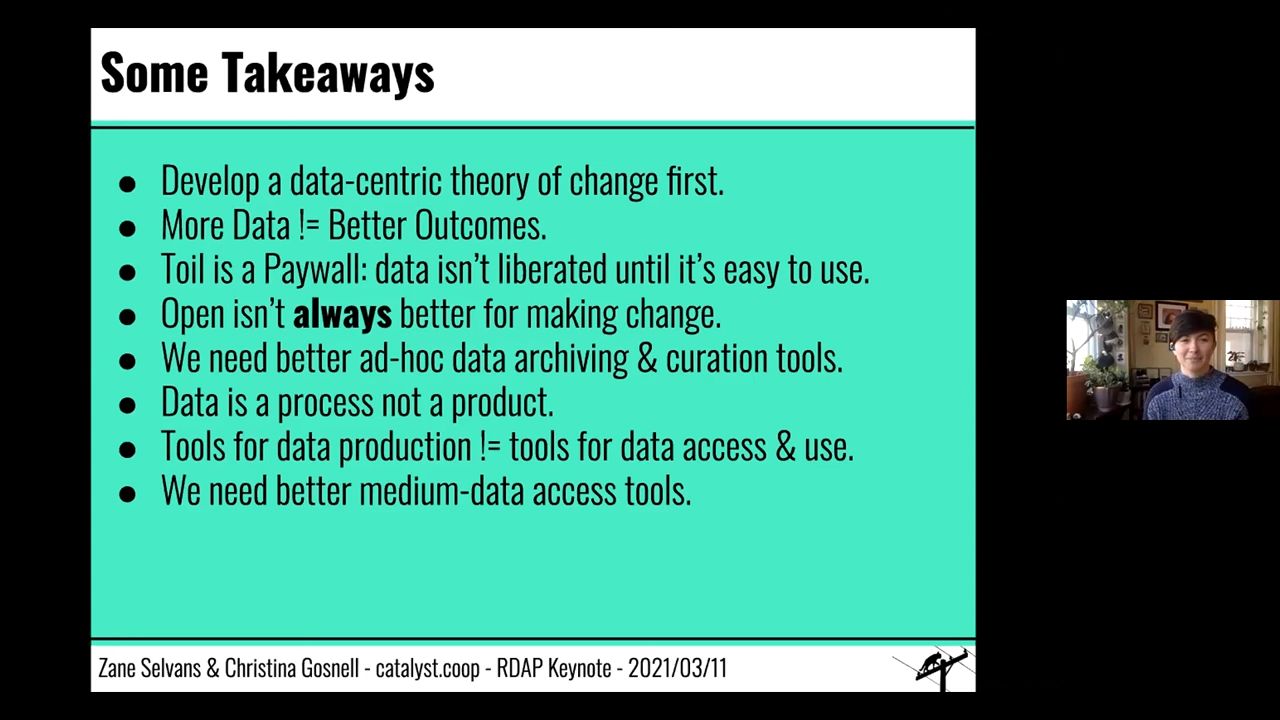 Some Takeaways
● Develop a data-centric theory of change first.
● More Data != Better Outcomes.
● Toil is a Paywall: data isn’t liberated until it’s easy to use.
● Open isn’t always better for making change.
● We need better ad-hoc data archiving & curation tools.
● Data is a process not a product.
● Tools for data production != tools for data access & use.
● We need better medium-data access tools.
Zane Selvans & Christina Gosnell - catalyst.coop - RDAP Keynote - 2021/03/11